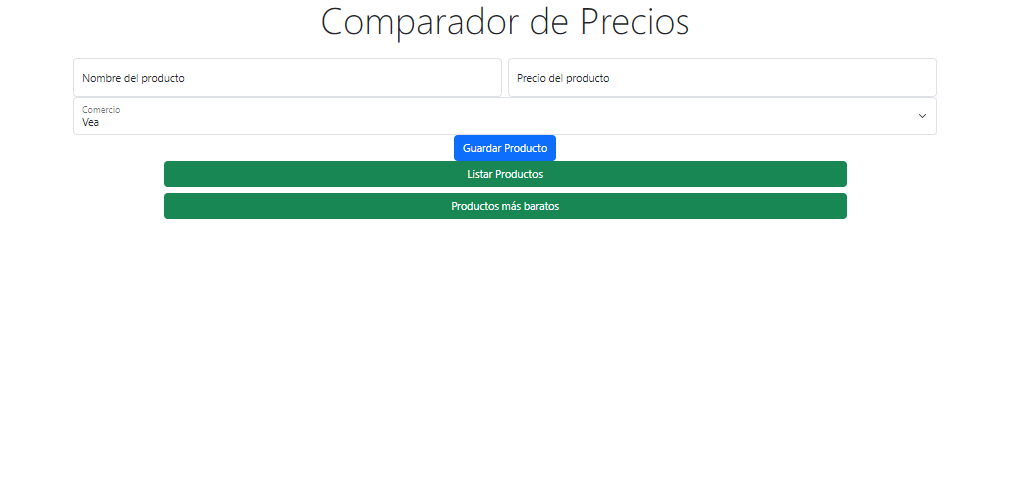 Comparador de Precios
Nombre del producto
Precio del producto
Comercio
Vea
Guardar Producto
Listar Productos
Productos más baratos